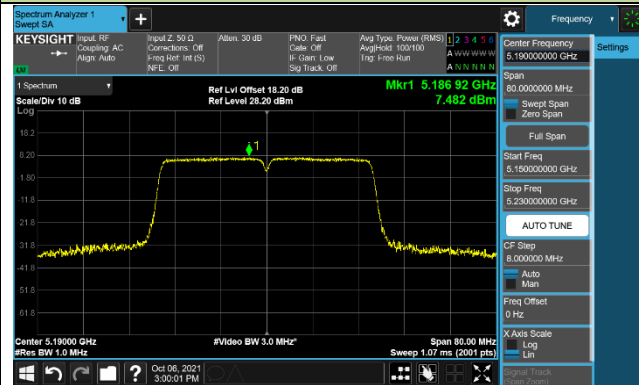 Spectrum Analyzer 1
Swept SA
Frequency
KEYSIGHT
Input: RF
Coupling: AC
Align: Auto
Input Z: 50 Ω
Corrections: Off
Freq Ref: Int (S)
NFE: Off
Atten: 30 dB
PNO: Fast
Gate: Off
IF Gain: Low
Sig Track: Off
Avg Type: Power (RMS)
Avg|Hold: 100/100
Trig: Free Run
1 2 3 4 5 6
A W W W W W
A N N N N N
LXI
1 Spectrum
Scale/Div 10 dB
Log
Ref Lvl Offset 18.20 dB
Ref Level 28.20 dBm
Mkr1 5.186 92 GHz
7.482 dBm
1
18.2
8.20
-1.80
-11.8
-21.8
-31.8
-41.8
-51.8
-61.8
Center 5.19000 GHz
#Res BW 1.0 MHz
#Video BW 3.0 MHz*
Span 80.00 MHz
Sweep 1.07 ms (2001 pts)
Oct 06, 2021
3:00:01 PM
Center Frequency
5.190000000 GHz
Settings
Span
80.0000000 MHz
Swept Span
Zero Span
Full Span
Start Freq
5.150000000 GHz
Stop Freq
5.230000000 GHz
AUTO TUNE
CF Step
8.000000 MHz
Auto
Man
Freq Offset
0 Hz
X Axis Scale
Log
Lin
Signal Track
(Span Zoom)